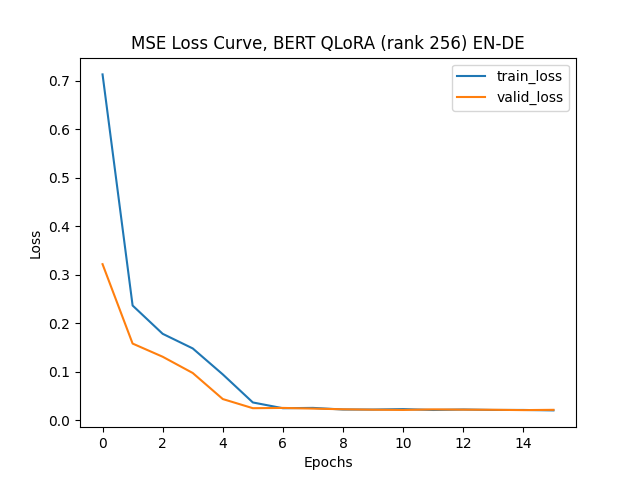 MSE Loss Curve, BERT QLoRA (rank 256) EN-DE
train_loss
valid_loss
0.7
0.6
0.5
0.4
0.3
0.2
0.1
0.0
Loss
0 2 4 6 8 10 12 14
Epochs